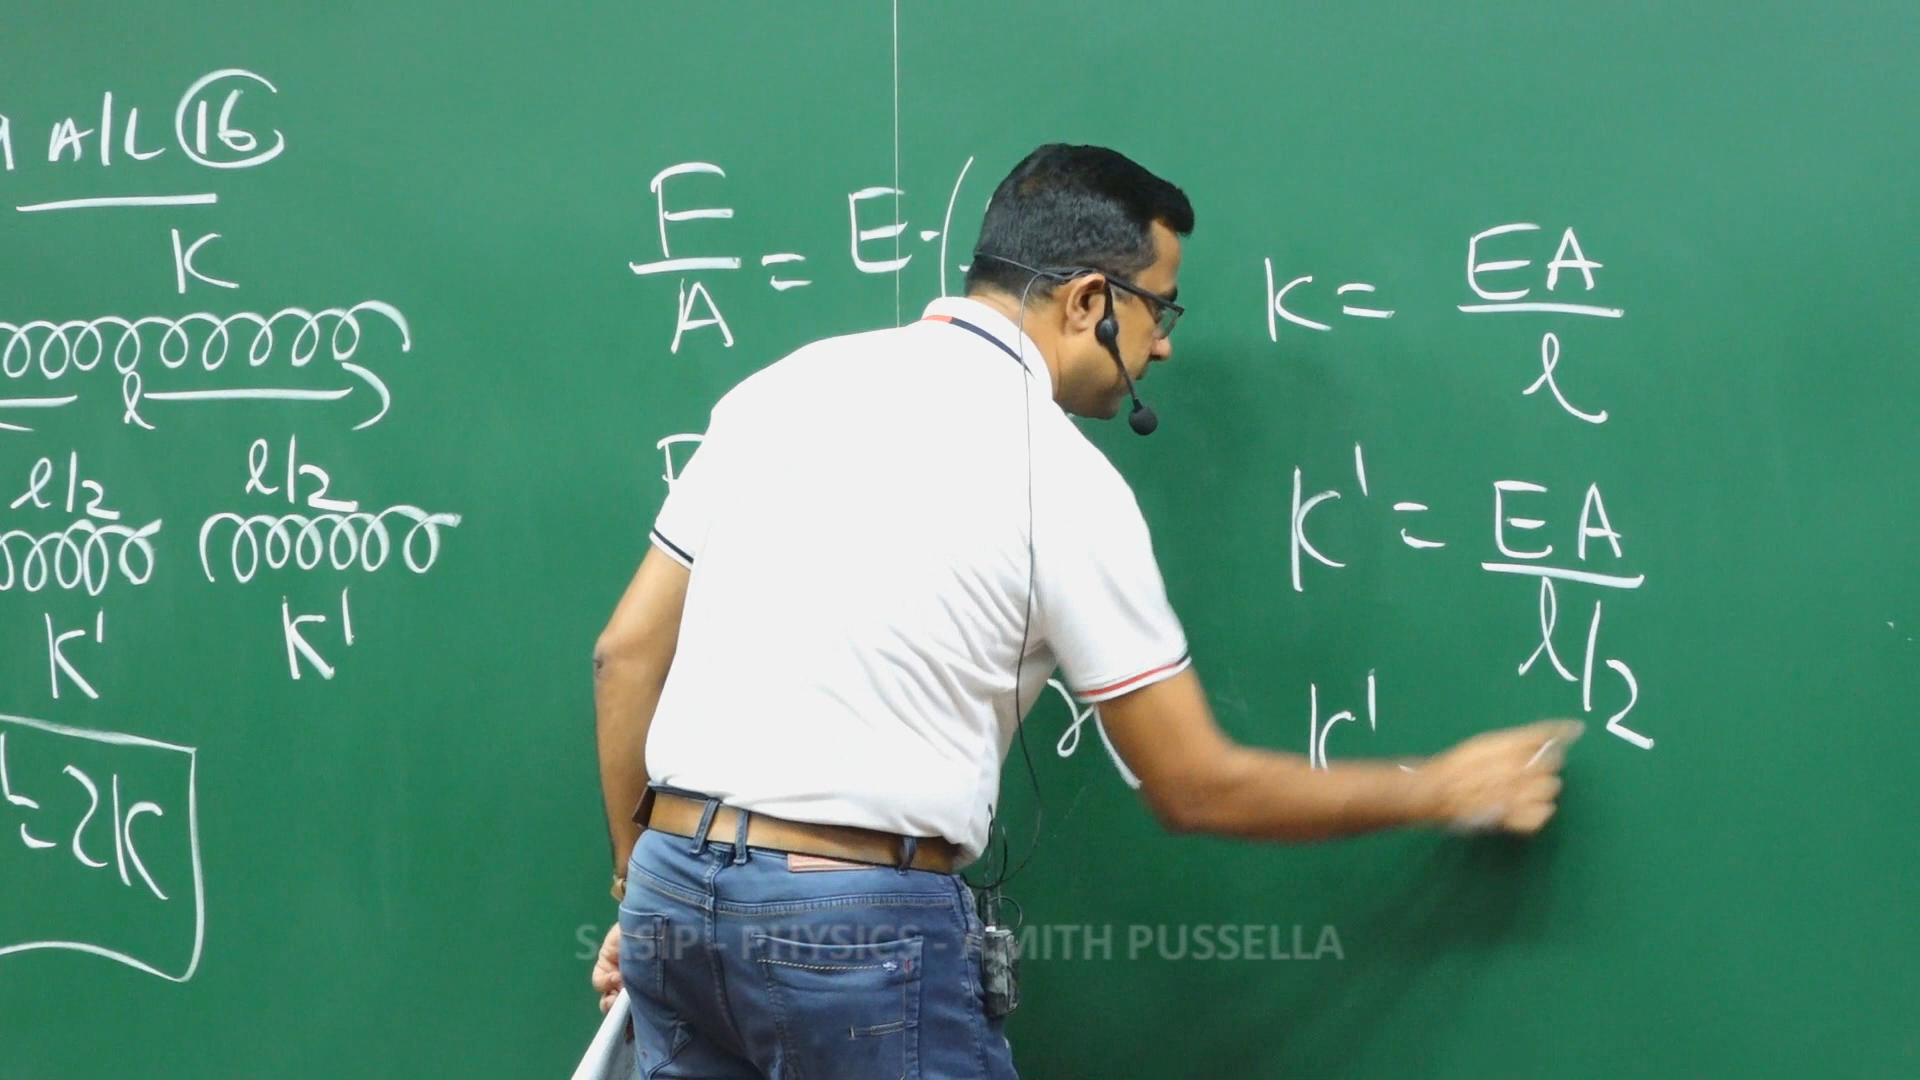 A/L 16
K
l
l/2 l/2
K' K'
= 2K
F/A = E.(
K = EA/l
K' = EA/l/2
K'
SASIP - PHYSICS - AMITH PUSSELLA